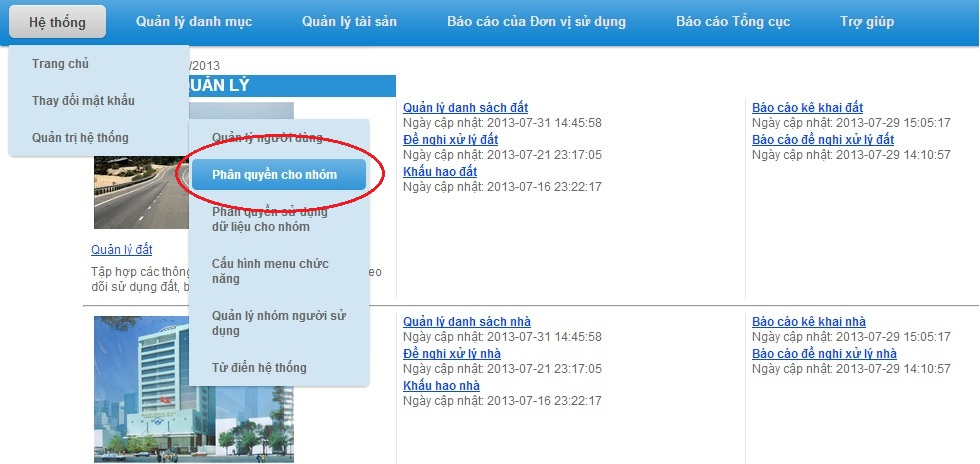 Hệ thống
Quản lý danh mục
Quản lý tài sản
Báo cáo của Đơn vị sử dụng
Báo cáo Tổng cục
Trợ giúp
Trang chủ
Thay đổi mật khẩu
Quản trị hệ thống
/2013
UẢN LÝ
Quản lý người dùng
Phân quyền cho nhóm
Phân quyền sử dụng
dữ liệu cho nhóm
Cấu hình menu chức
năng
Quản lý nhóm người sử
dụng
Từ điển hệ thống
Quản lý đất
Tập hợp các thông
eo
dõi sử dụng đất, b
Quản lý danh sách đất
Ngày cập nhật: 2013-07-31 14:45:58
Đề nghị xử lý đất
Ngày cập nhật: 2013-07-21 23:17:05
Khấu hao đất
Ngày cập nhật: 2013-07-16 23:22:17
Báo cáo kê khai đất
Ngày cập nhật: 2013-07-29 15:05:17
Báo cáo đề nghị xử lý đất
Ngày cập nhật: 2013-07-29 14:10:57
Quản lý danh sách nhà
Ngày cập nhật: 2013-07-31 14:45:58
Đề nghị xử lý nhà
Ngày cập nhật: 2013-07-21 23:17:05
Khấu hao nhà
Ngày cập nhật: 2013-07-16 23:22:17
Báo cáo kê khai nhà
Ngày cập nhật: 2013-07-29 15:05:17
Báo cáo đề nghị xử lý nhà
Ngày cập nhật: 2013-07-29 14:10:57